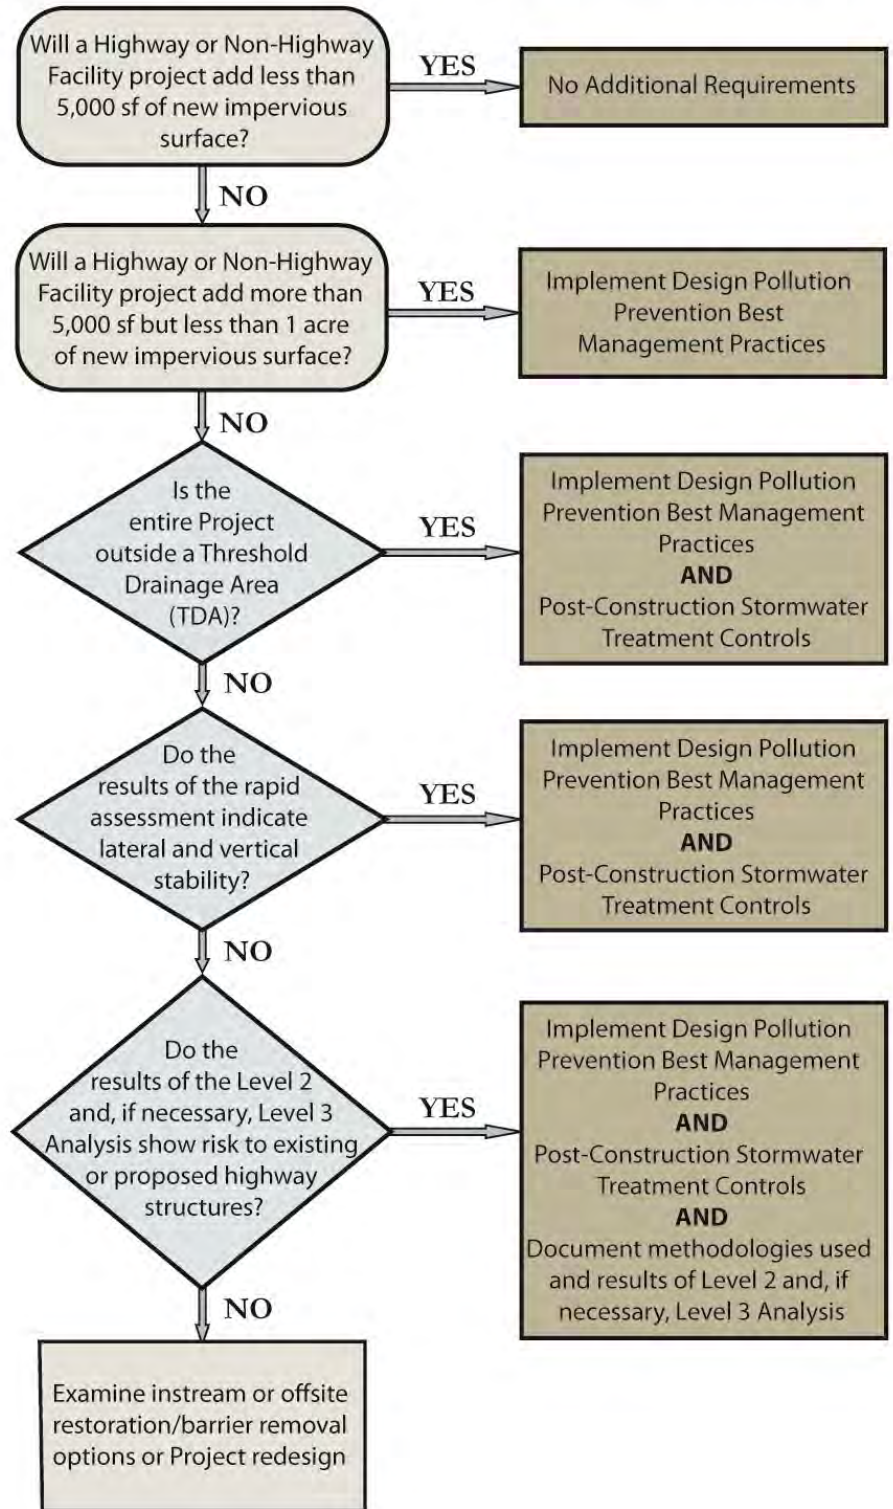 Will a Highway or Non-Highway
Facility project add less than
5,000 sf of new impervious
surface?
YES
No Additional Requirements
NO
Will a Highway or Non-Highway
Facility project add more than
5,000 sf but less than 1 acre
of new impervious surface?
YES
Implement Design Pollution
Prevention Best
Management Practices
NO
Is the
entire Project
outside a Threshold
Drainage Area
(TDA)?
YES
Implement Design Pollution
Prevention Best Management
Practices
AND
Post-Construction Stormwater
Treatment Controls
NO
Do the
results of the rapid
assessment indicate
lateral and vertical
stability?
YES
Implement Design Pollution
Prevention Best Management
Practices
AND
Post-Construction Stormwater
Treatment Controls
NO
Do the
results of the Level 2
and, if necessary, Level 3
Analysis show risk to existing
or proposed highway
structures?
YES
Implement Design Pollution
Prevention Best Management
Practices
AND
Post-Construction Stormwater
Treatment Controls
AND
Document methodologies used
and results of Level 2 and, if
necessary, Level 3 Analysis
NO
Examine instream or offsite
restoration/barrier removal
options or Project redesign